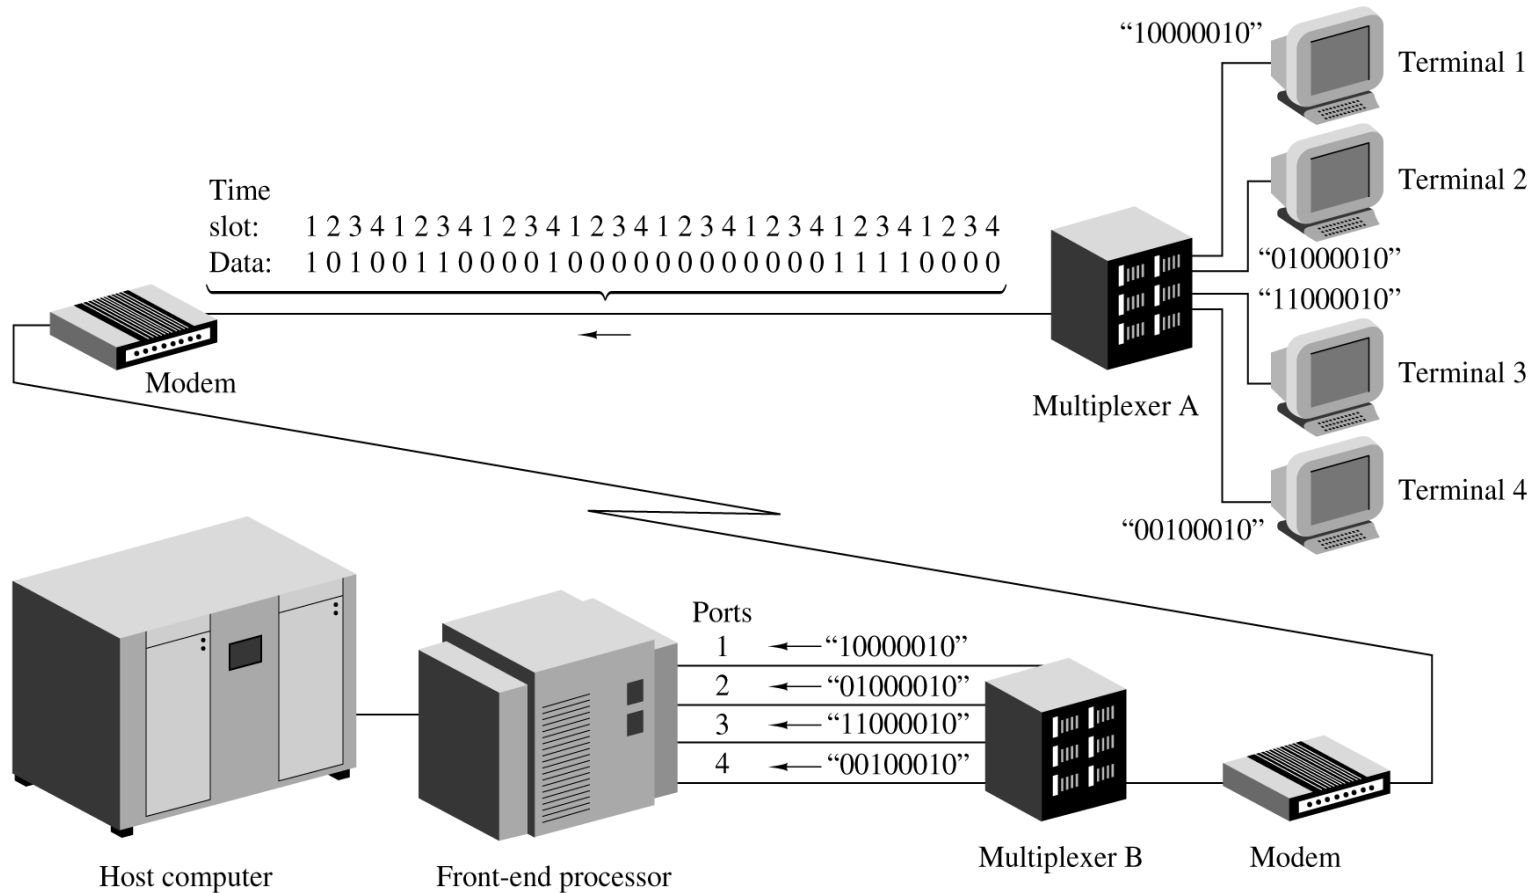 “10000010”
Terminal 1
Terminal 2
Time
slot: 1 2 3 4 1 2 3 4 1 2 3 4 1 2 3 4 1 2 3 4 1 2 3 4 1 2 3 4 1 2 3 4
Data: 1 0 1 0 0 1 1 0 0 0 0 1 0 0 0 0 0 0 0 0 0 0 0 0 1 1 1 1 0 0 0 0
“01000010”
“11000010”
Modem
Terminal 3
Multiplexer A
Terminal 4
“00100010”
Ports
1 “10000010”
2 “01000010”
3 “11000010”
4 “00100010”
Host computer
Front-end processor
Multiplexer B
Modem